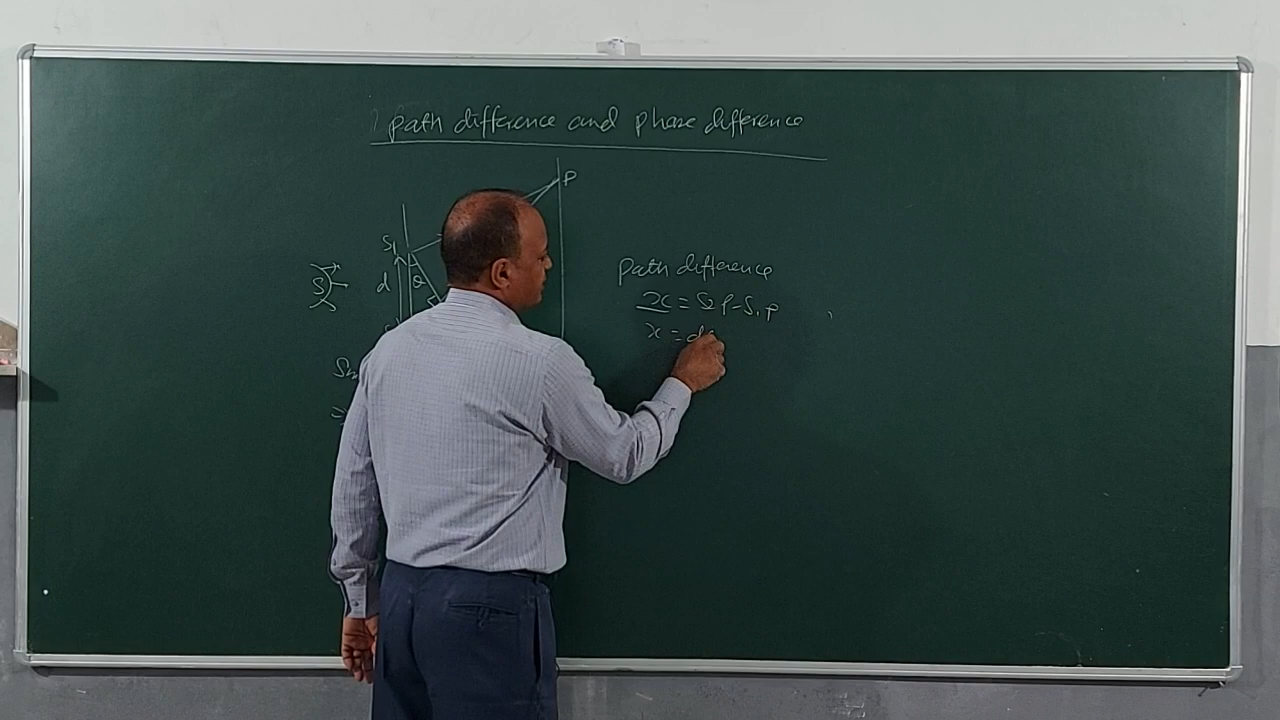 path difference and phase difference
P
S1
S
d
θ
path difference
x = S2P - S1P
x = d